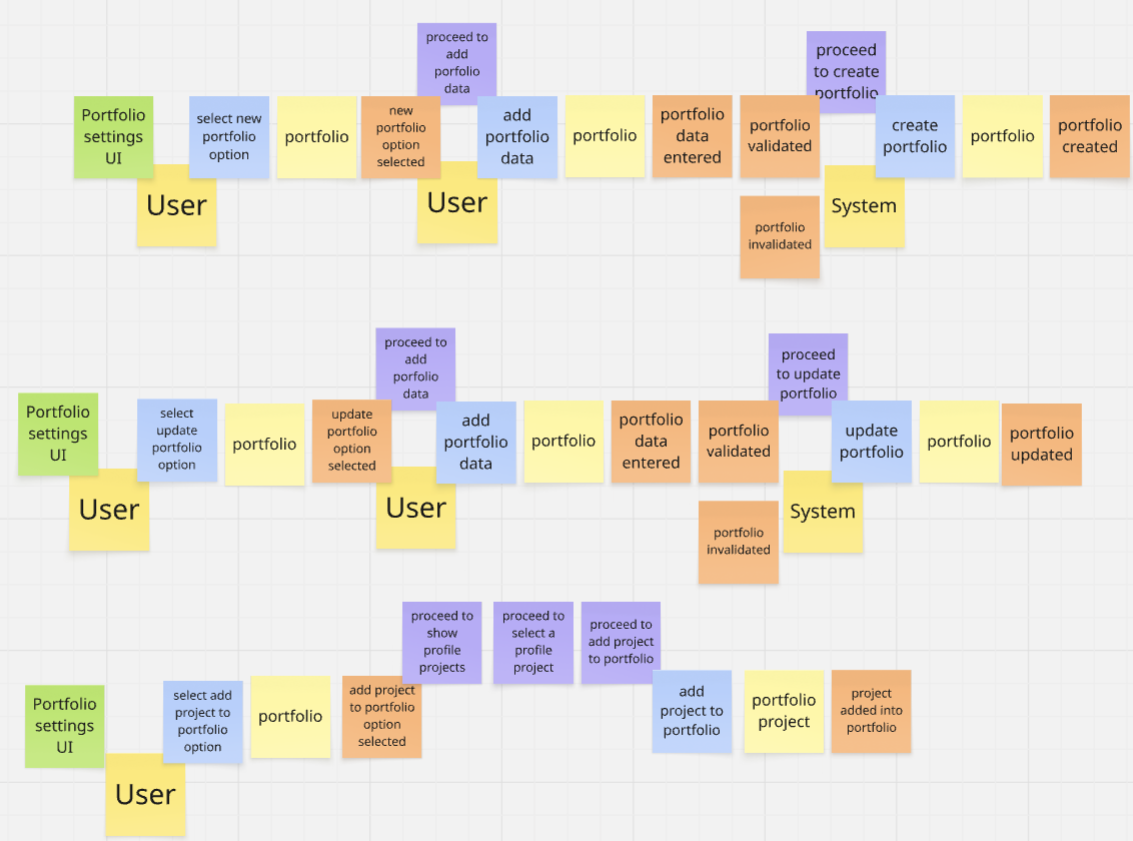 proceed to
add
porfolio
data
proceed
to create
portfolio
Portfolio
settings
UI
select new
portfolio
option
portfolio
new
portfolio
option
selected
add
portfolio
data
portfolio
portfolio
data
entered
portfolio
validated
create
portfolio
portfolio
portfolio
created
User
User
System
portfolio
invalidated
proceed to
add
porfolio
data
proceed
to update
portfolio
Portfolio
settings
UI
select
update
portfolio
option
portfolio
update
portfolio
option
selected
add
portfolio
data
portfolio
portfolio
data
entered
portfolio
validated
update
portfolio
portfolio
portfolio
updated
User
User
System
portfolio
invalidated
proceed to
show
profile
projects
proceed to
select a
profile
project
proceed to
add project
to portfolio
Portfolio
settings
UI
select add
project to
portfolio
option
portfolio
add project
to portfolio
option
selected
add
project to
portfolio
portfolio
project
project
added into
portfolio
User